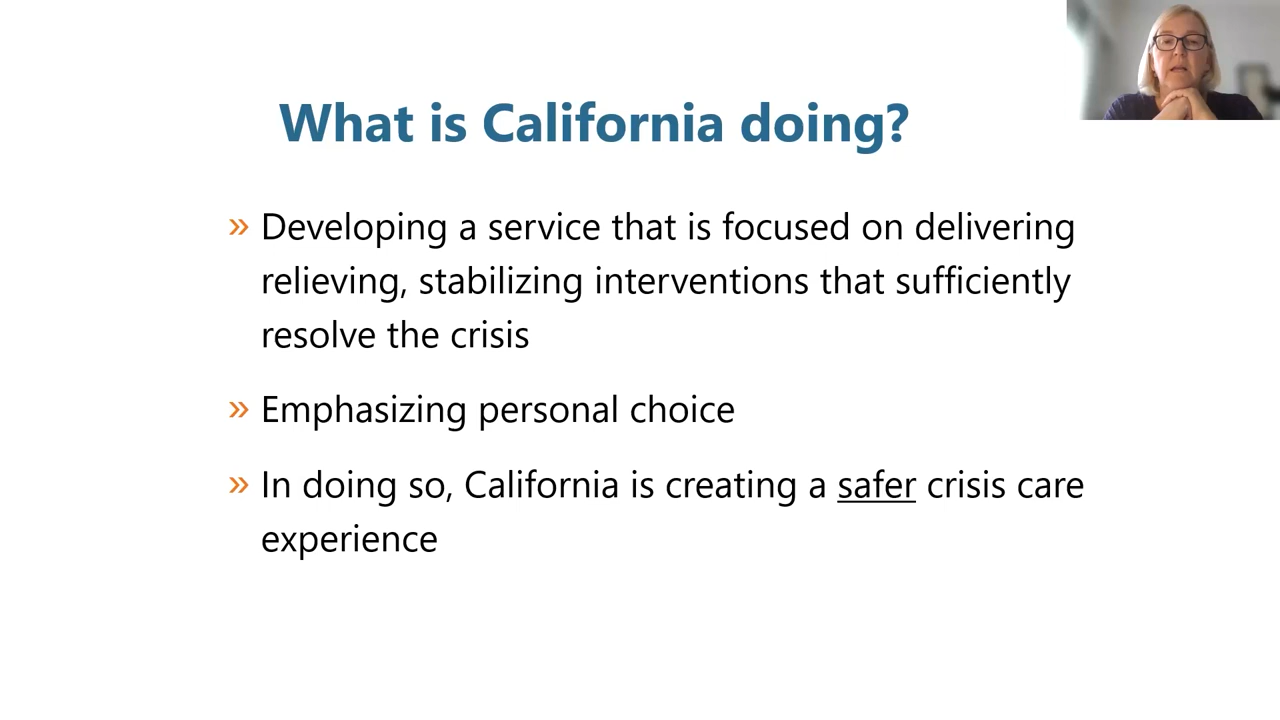 What is California doing?
» Developing a service that is focused on delivering
relieving, stabilizing interventions that sufficiently
resolve the crisis
» Emphasizing personal choice
» In doing so, California is creating a safer crisis care
experience